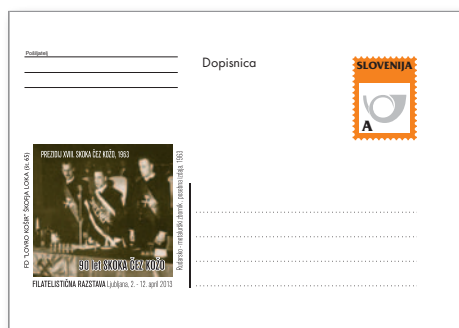 Pošiljatelj
Dopisnica
SLOVENIJA
A
FD "LOVRO KOŠIR" ŠKOFJA LOKA (št. 65)
PREZIDIJ XVIII. SKOKA ČEZ KOŽO, 1963
90 let SKOKA ČEZ KOŽO
Rudarsko - metalurški zbornik, posebna izdaja, 1963
FILATELISTIČNA RAZSTAVA Ljubljana, 2. - 12. april 2013